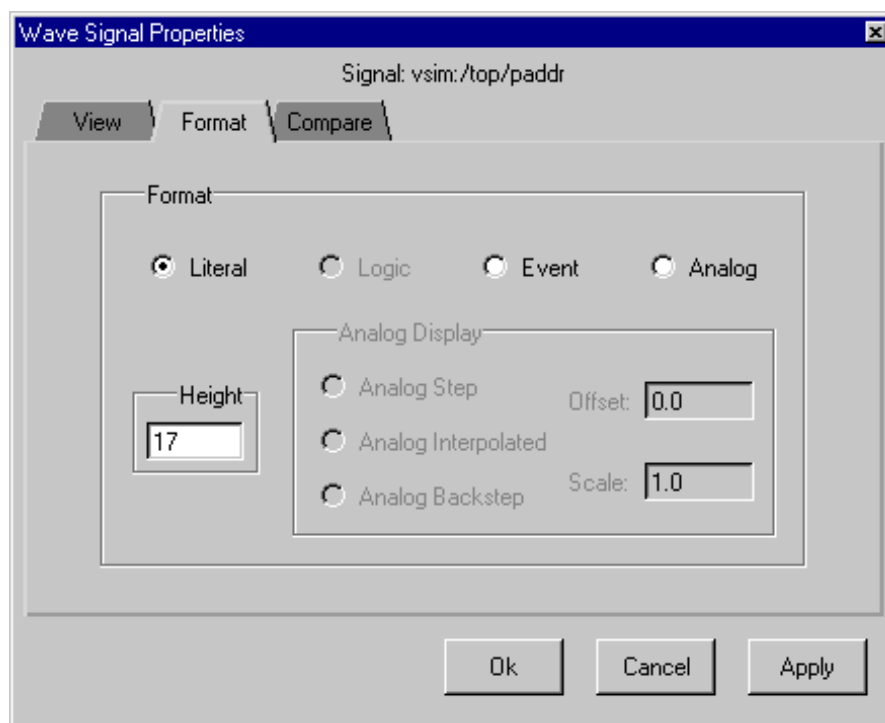 Wave Signal Properties
Signal: vsim:/top/paddr
View Format Compare
Format
Literal Logic Event Analog
Analog Display
Height
17
Analog Step
Analog Interpolated
Analog Backstep
Offset: 0.0
Scale: 1.0
Ok Cancel Apply